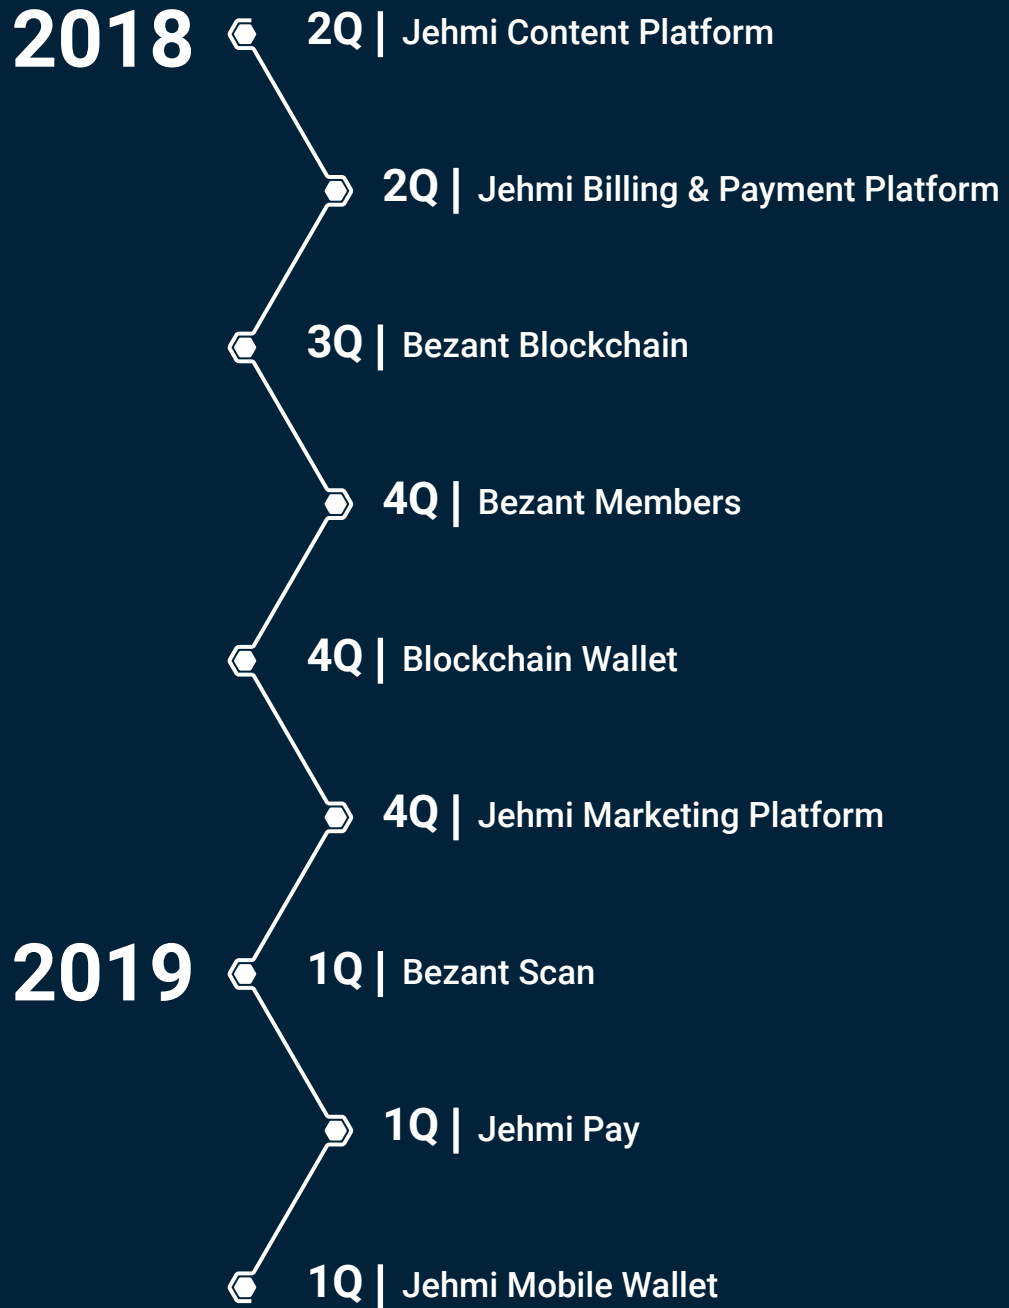 2018 2Q | Jehmi Content Platform
2Q | Jehmi Billing & Payment Platform
3Q | Bezant Blockchain
4Q | Bezant Members
4Q | Blockchain Wallet
4Q | Jehmi Marketing Platform
2019 1Q | Bezant Scan
1Q | Jehmi Pay
1Q | Jehmi Mobile Wallet